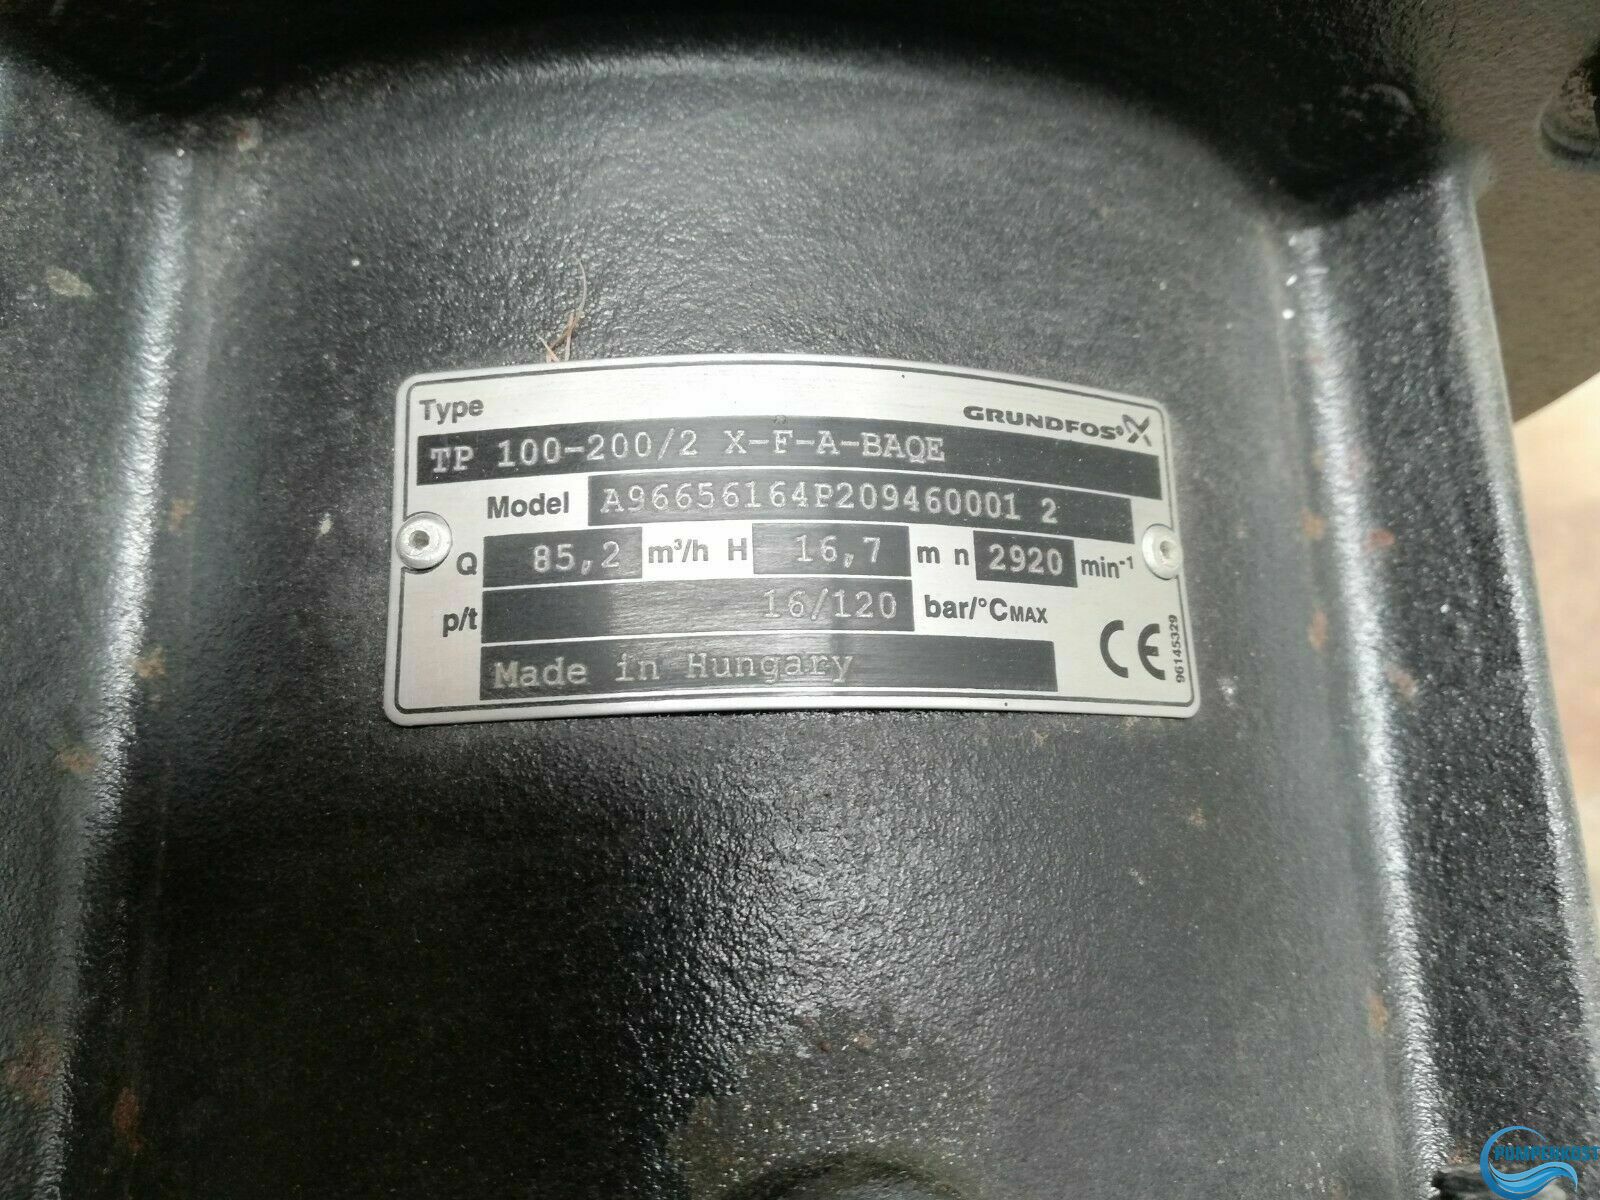 Type GRUNDFOS
TP 100-200/2 X-F-A-BAQE
Model A96656164P209460001 2
Q 85,2 m³/h H 16,7 m n 2920 min-1
p/t 16/120 bar/°CMAX
Made in Hungary CE
96145329
POMPENKOST